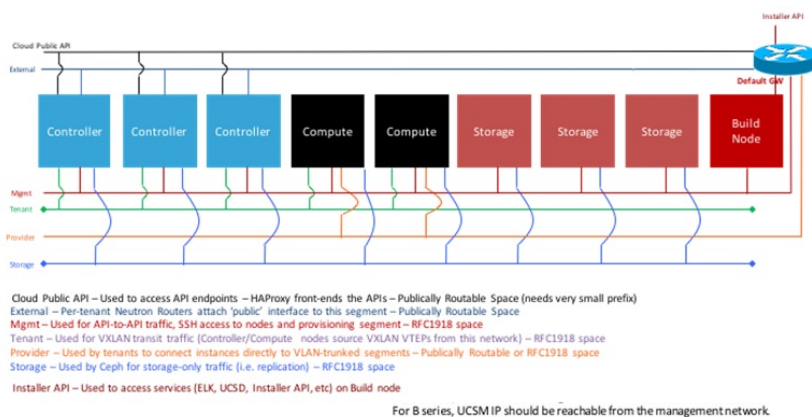 Installer API
Cloud Public API
External
Default GW
Controller
Controller
Controller
Compute
Compute
Storage
Storage
Storage
Build
Node
Mgmt
Tenant
Provider
Storage
Cloud Public API – Used to access API endpoints – HAProxy front-ends the APIs – Publically Routable Space (needs very small prefix)
External – Per-tenant Neutron Routers attach 'public' interface to this segment – Publically Routable Space
Mgmt – Used for API-to-API traffic, SSH access to nodes and provisioning segment – RFC1918 space
Tenant – Used for VXLAN transit traffic (Controller/Compute nodes source VXLAN VTEPs from this network) – RFC1918 space
Provider – Used by tenants to connect instances directly to VLAN-trunked segments – Publically Routable or RFC1918 space
Storage – Used by Ceph for storage-only traffic (i.e. replication) – RFC1918 space
Installer API – Used to access services (ELK, UCSD, Installer API, etc) on Build node
For B series, UCSM IP should be reachable from the management network.